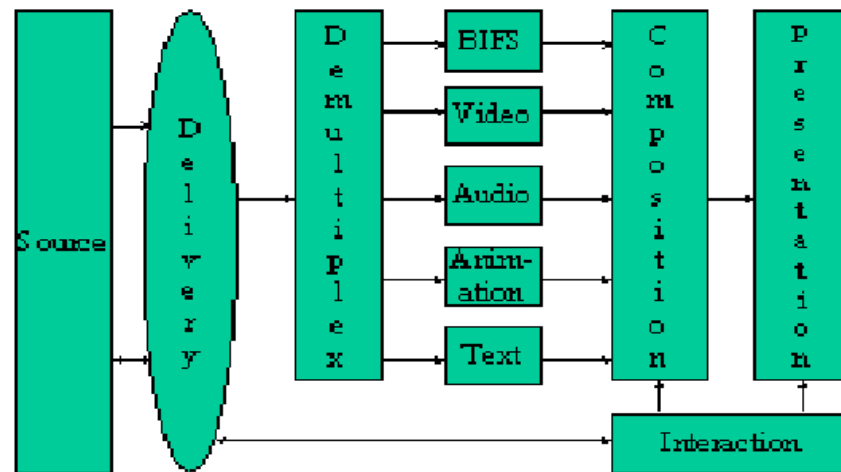 Source
Delivery
Demultiplex
BIFS
Video
Audio
Anim-
ation
Text
Composition
Presentation
Interaction